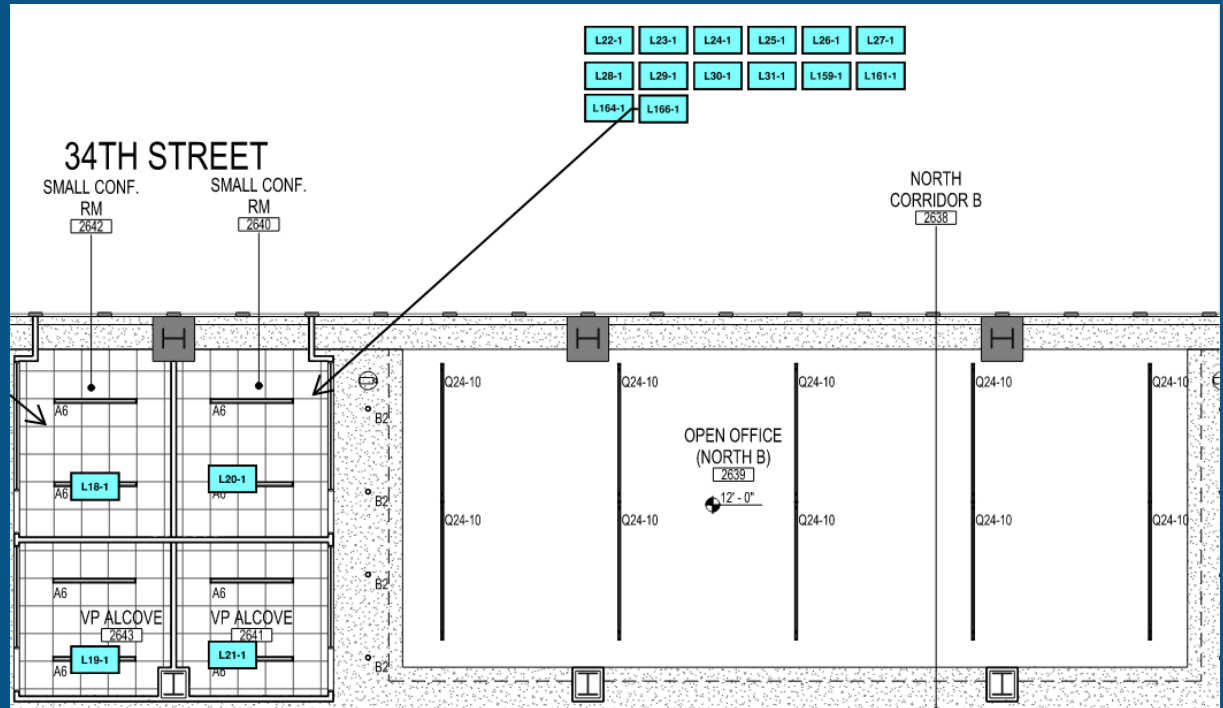 L22-1 L23-1 L24-1 L25-1 L26-1 L27-1
L28-1 L29-1 L30-1 L31-1 L159-1 L161-1
L164-1 L166-1
34TH STREET
SMALL CONF.
RM
2642
SMALL CONF.
RM
2640
NORTH
CORRIDOR B
2638
A6
A6
Q24-10 Q24-10 Q24-10 Q24-10 Q24-10
B2
OPEN OFFICE
(NORTH B)
2639
12' - 0"
A6
L18-1
L20-1
A6
B2
Q24-10 Q24-10 Q24-10 Q24-10 Q24-10
A6
A6
B2
VP ALCOVE
2643
VP ALCOVE
2641
A6
L19-1
L21-1
A6
B2